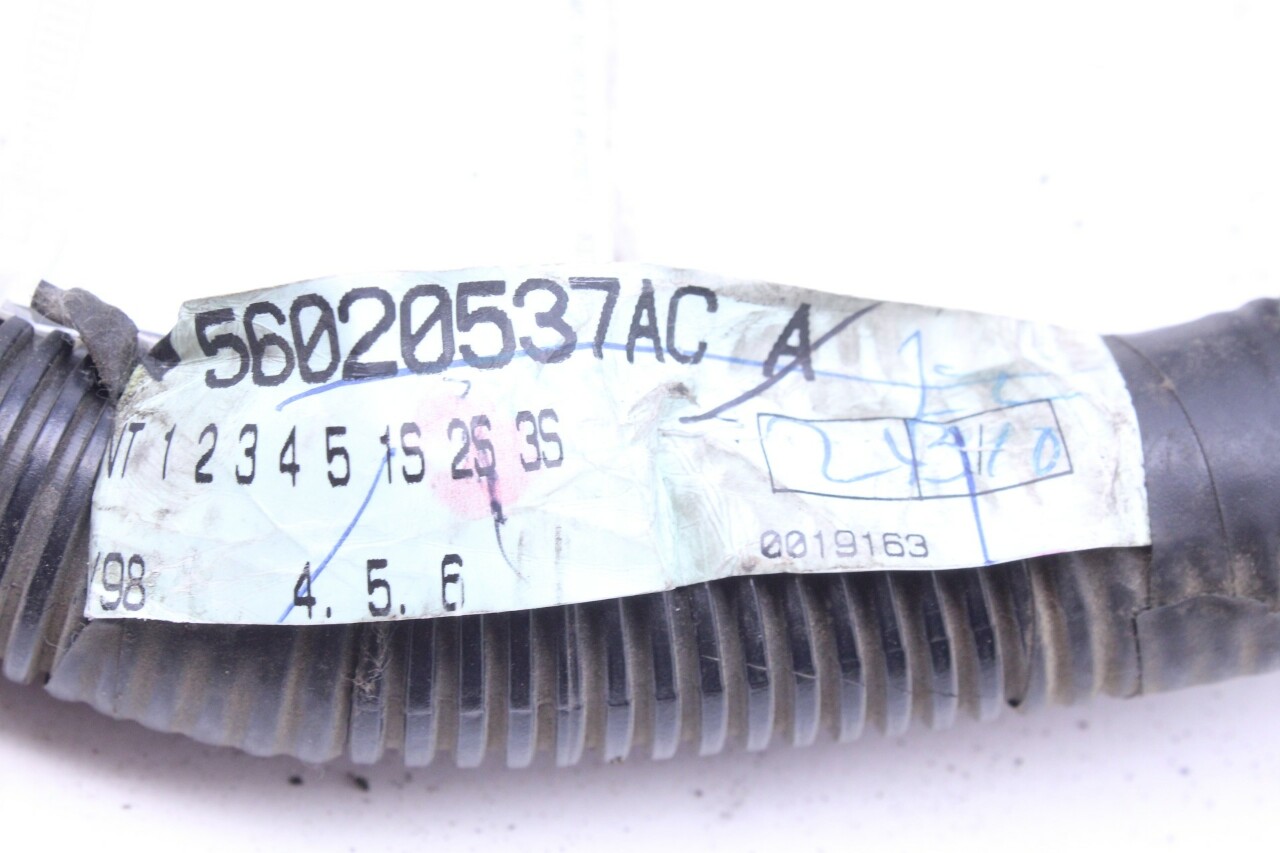 56020537AC A
VT 1 2 3 4 5 1S 2S 3S
/98 4. 5. 6
0019163